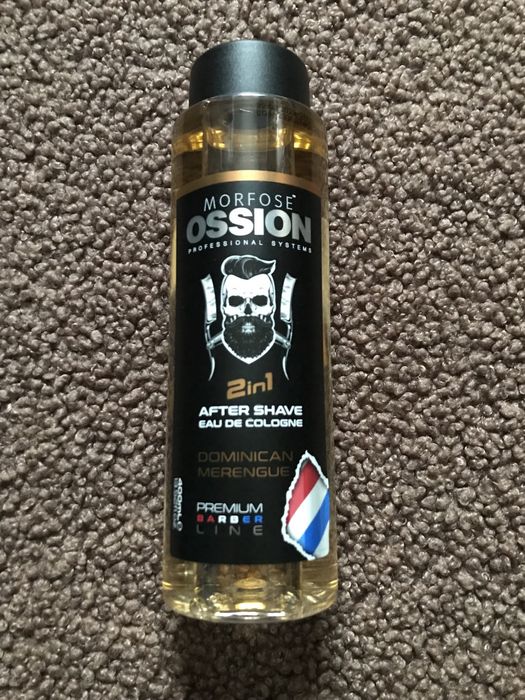 MORFOSE
OSSION
PROFESSIONAL SYSTEMS
2in1
AFTER SHAVE
EAU DE COLOGNE
DOMINICAN
MERENGUE
PREMIUM
BARBER
LINE